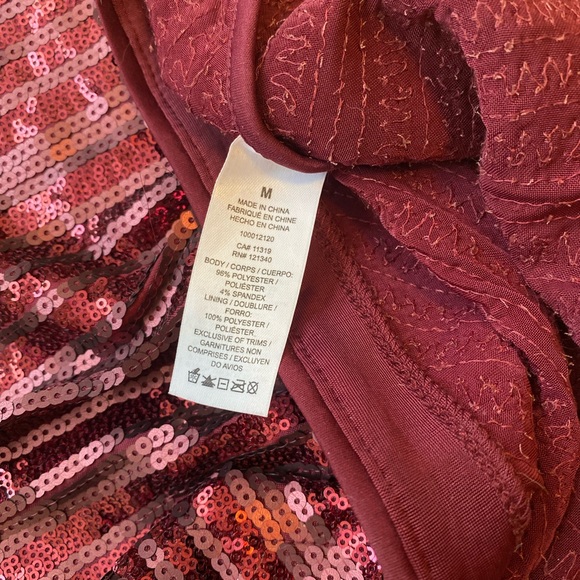 M
MADE IN CHINA
FABRIQUÉ EN CHINE
HECHO EN CHINA
100012120
CA# 11319
RN# 121340
BODY / CORPS / CUERPO:
96% POLYESTER /
POLIÉSTER
4% SPANDEX
LINING / DOUBLURE /
FORRO:
100% POLYESTER /
POLIÉSTER.
EXCLUSIVE OF TRIMS /
GARNITURES NON
COMPRISES / EXCLUYEN
DO AVIOS